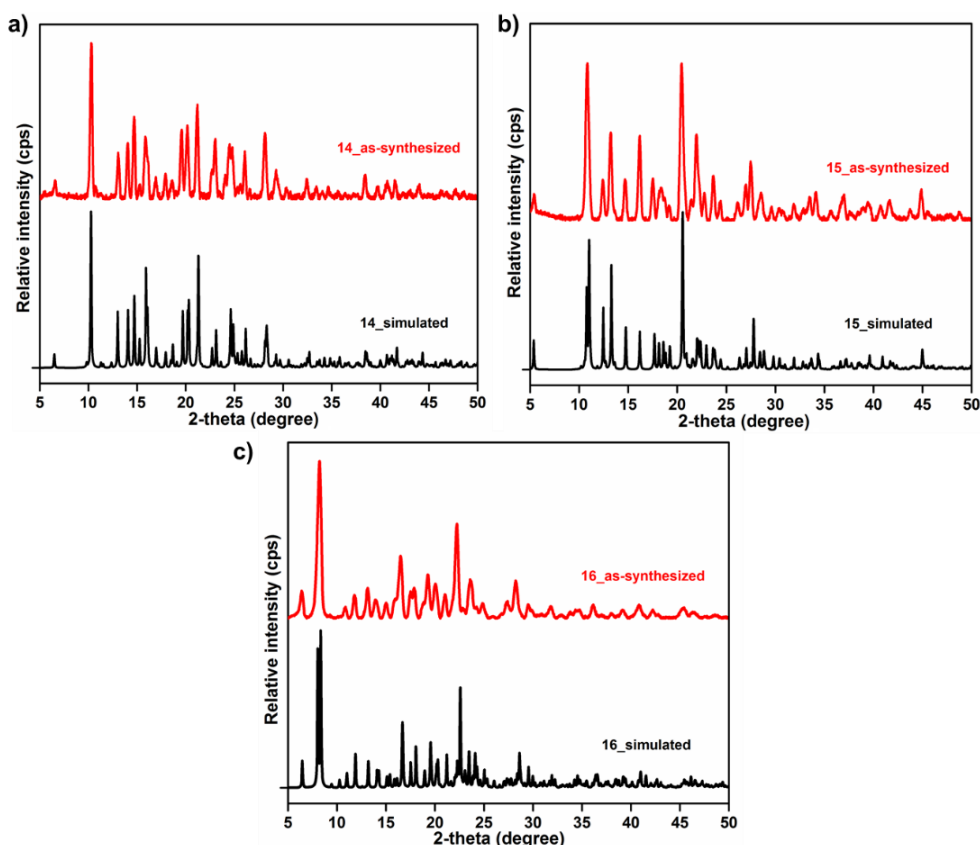 a)
Relative intensity (cps)
14_as-synthesized
14_simulated
5 10 15 20 25 30 35 40 45 50
2-theta (degree)
b)
Relative intensity (cps)
15_as-synthesized
15_simulated
5 10 15 20 25 30 35 40 45 50
2-theta (degree)
c)
Relative intensity (cps)
16_as-synthesized
16_simulated
5 10 15 20 25 30 35 40 45 50
2-theta (degree)